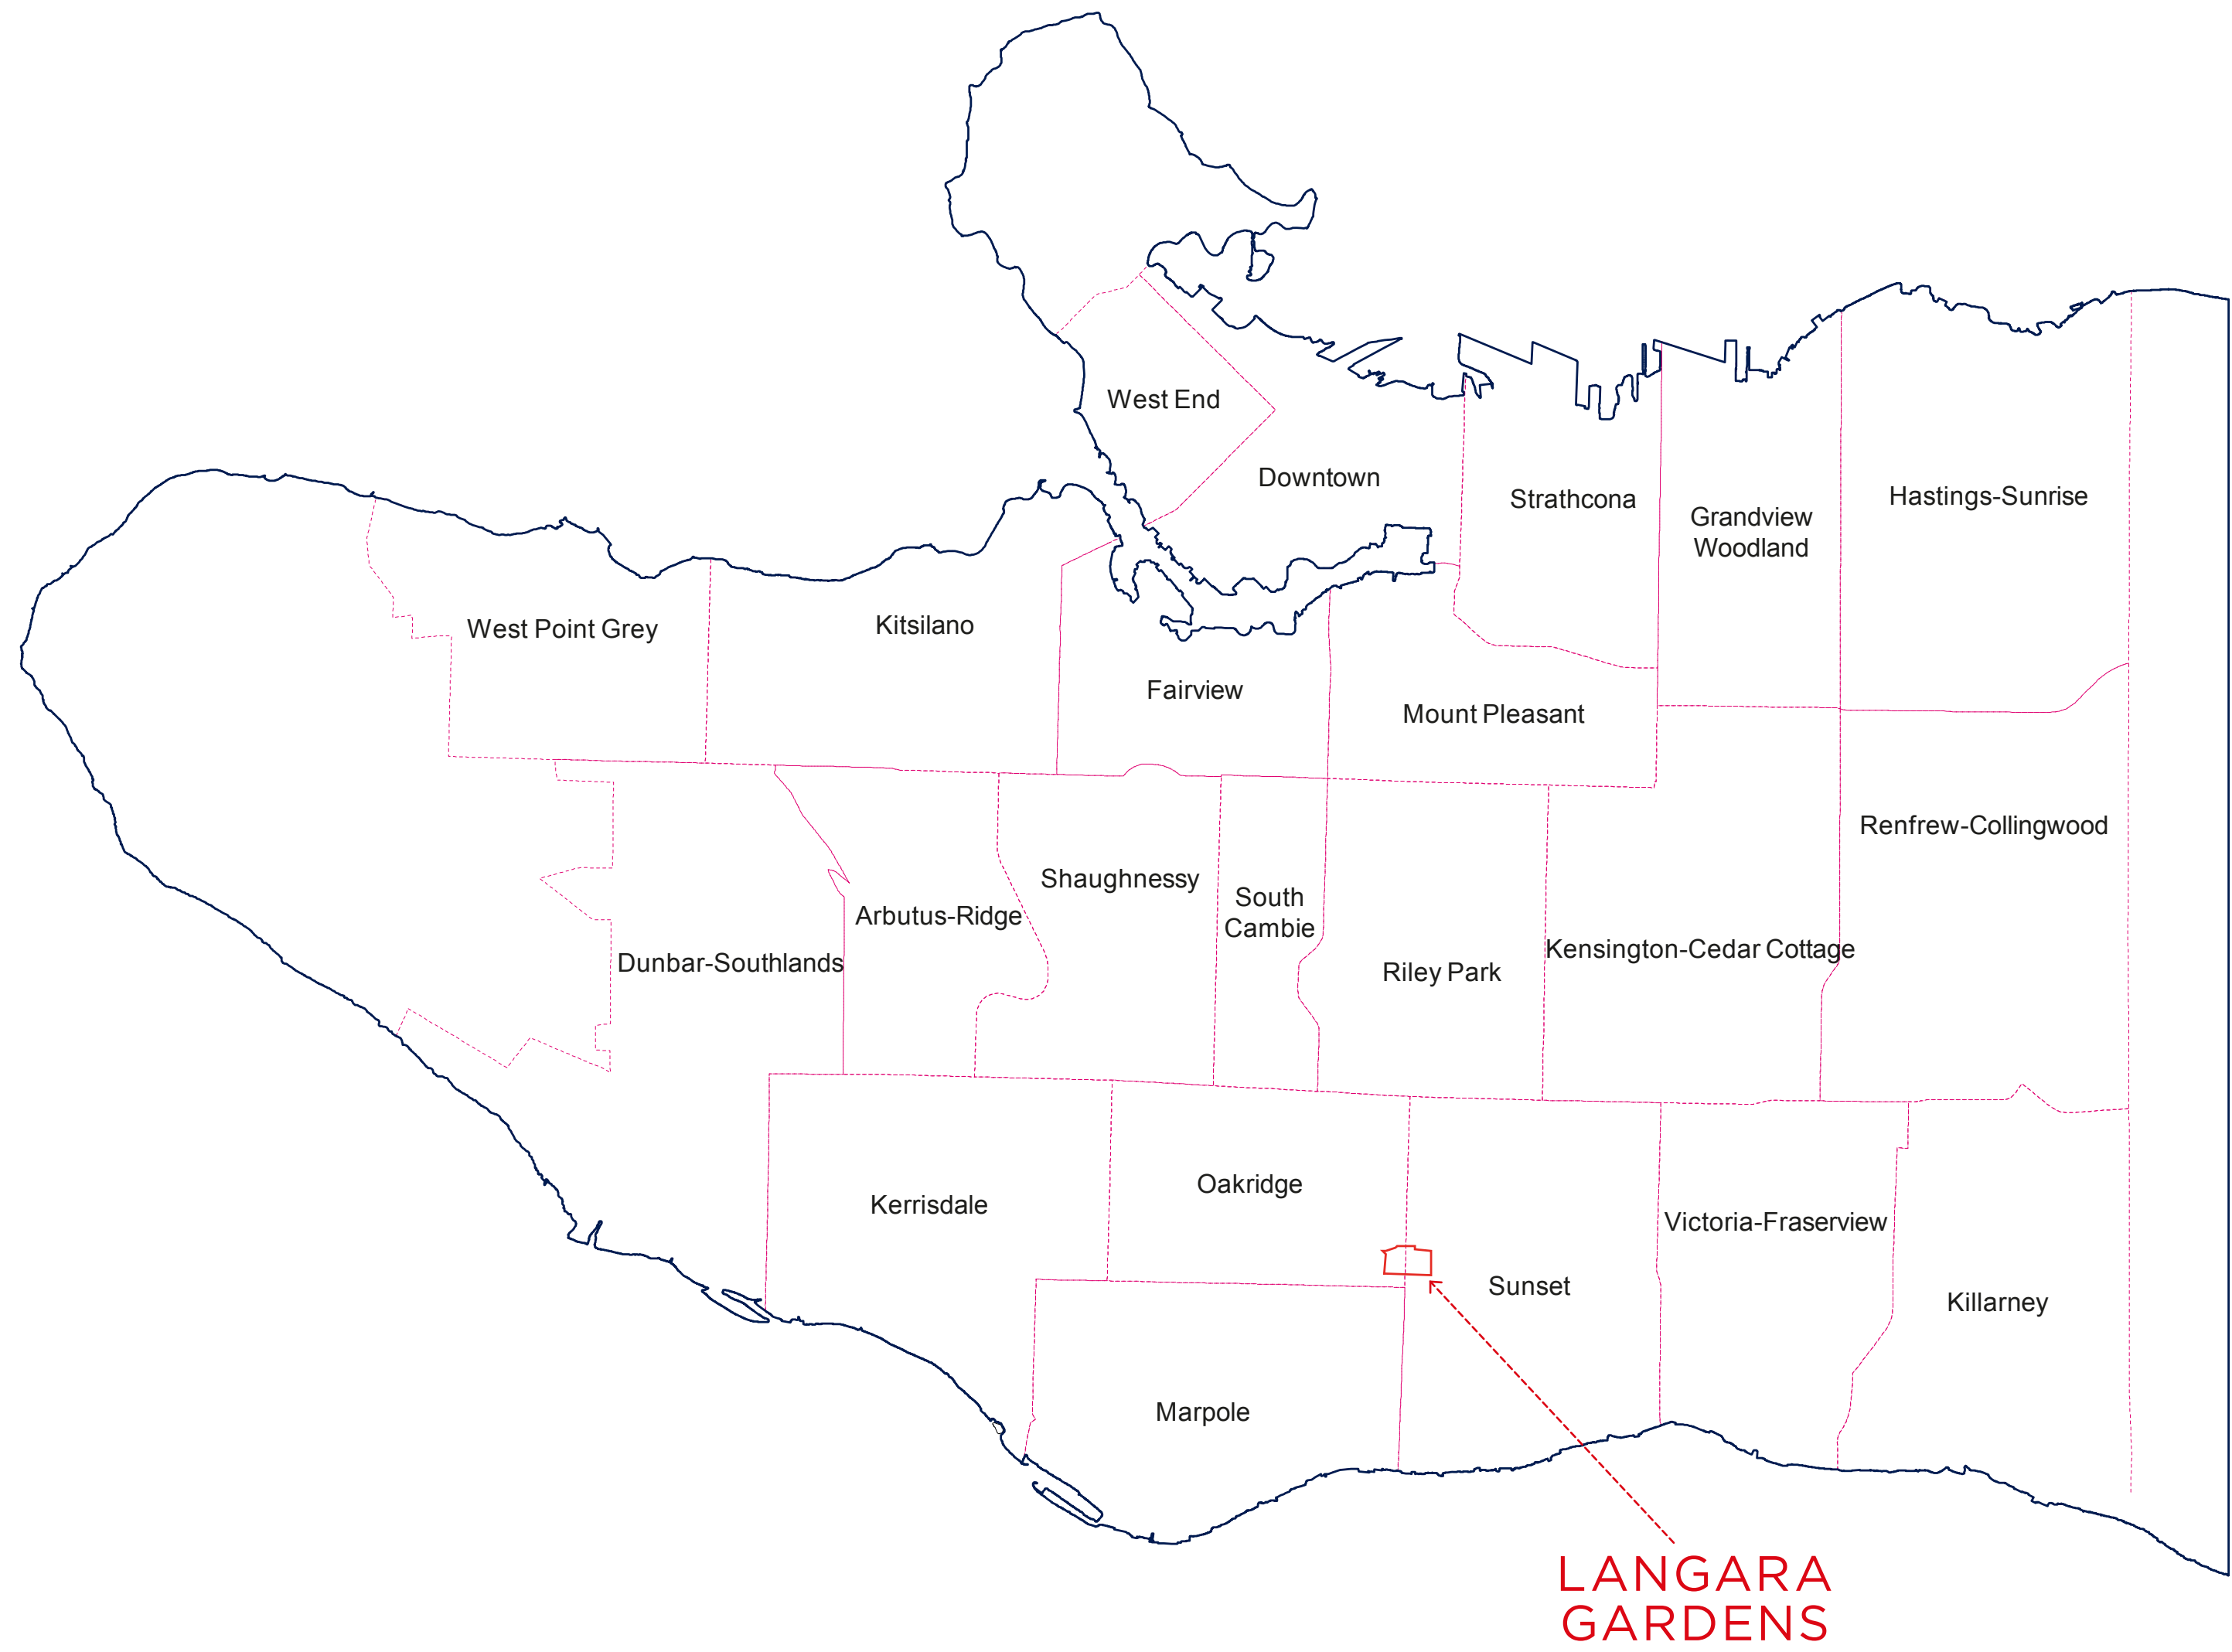 West End
Downtown
Strathcona
Hastings-Sunrise
Grandview
Woodland
West Point Grey
Kitsilano
Fairview
Mount Pleasant
Renfrew-Collingwood
Shaughnessy
South
Cambie
Arbutus-Ridge
Dunbar-Southlands
Riley Park
Kensington-Cedar Cottage
Kerrisdale
Oakridge
Victoria-Fraserview
Sunset
Killarney
Marpole
LANGARA
GARDENS